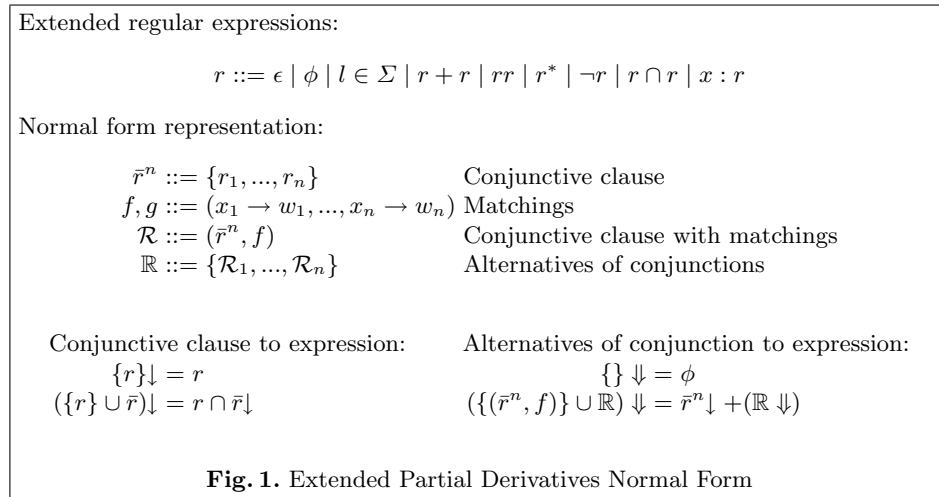 Extended regular expressions:
r ::= ϵ | ϕ | l ∈ Σ | r + r | rr | r* | ¬r | r ∩ r | x : r
Normal form representation:
r̄ⁿ ::= {r₁, ..., rₙ} Conjunctive clause
f, g ::= (x₁ → w₁, ..., xₙ → wₙ) Matchings
ℛ ::= (r̄ⁿ, f) Conjunctive clause with matchings
ℝ ::= {ℛ₁, ..., ℛₙ} Alternatives of conjunctions
Conjunctive clause to expression: Alternatives of conjunction to expression:
{r}↓ = r {} ⇓ = ϕ
({r} ∪ r̄)↓ = r ∩ r̄↓ ({(r̄ⁿ, f)} ∪ ℝ) ⇓ = r̄ⁿ↓ +(ℝ ⇓)
Fig. 1. Extended Partial Derivatives Normal Form